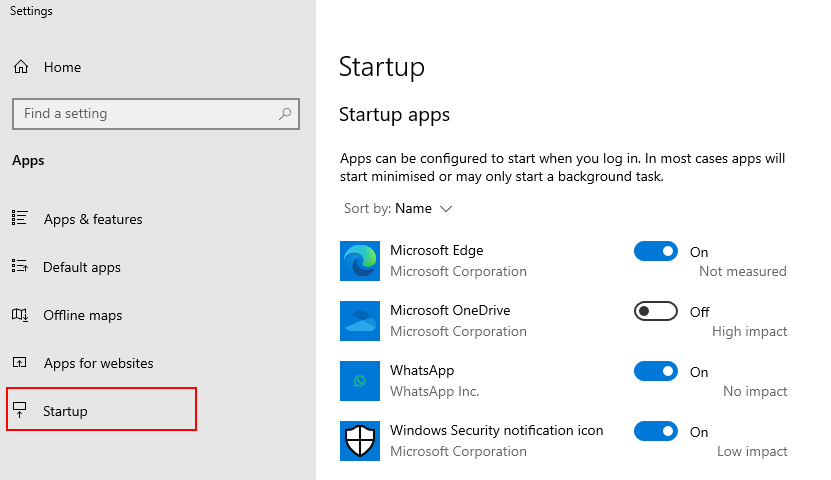 Settings
Home
Find a setting
Apps
Apps & features
Default apps
Offline maps
Apps for websites
Startup
Startup
Startup apps
Apps can be configured to start when you log in. In most cases apps will
start minimised or may only start a background task.
Sort by: Name
Microsoft Edge
Microsoft Corporation
On
Not measured
Microsoft OneDrive
Microsoft Corporation
Off
High impact
WhatsApp
WhatsApp Inc.
On
No impact
Windows Security notification icon
Microsoft Corporation
On
Low impact